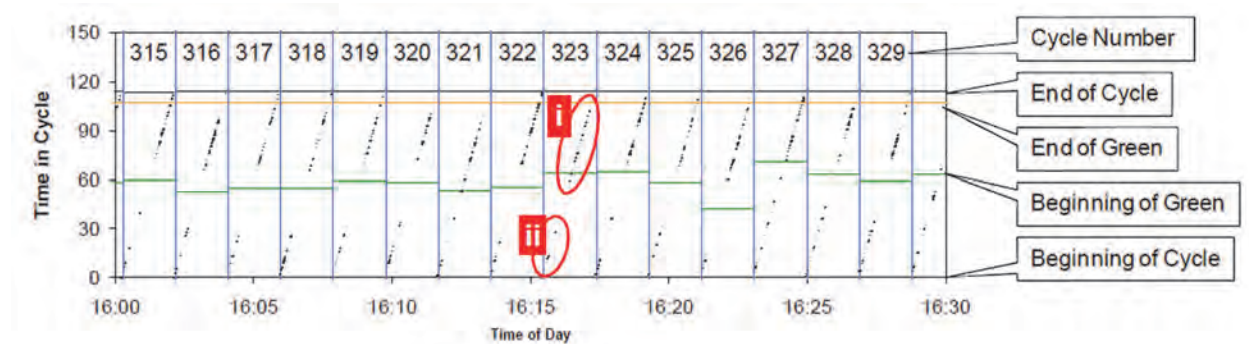 150
120
90
60
30
0
Time in Cycle
315 316 317 318 319 320 321 322 323 324 325 326 327 328 329
i
ii
16:00 16:05 16:10 16:15 16:20 16:25 16:30
Time of Day
Cycle Number
End of Cycle
End of Green
Beginning of Green
Beginning of Cycle